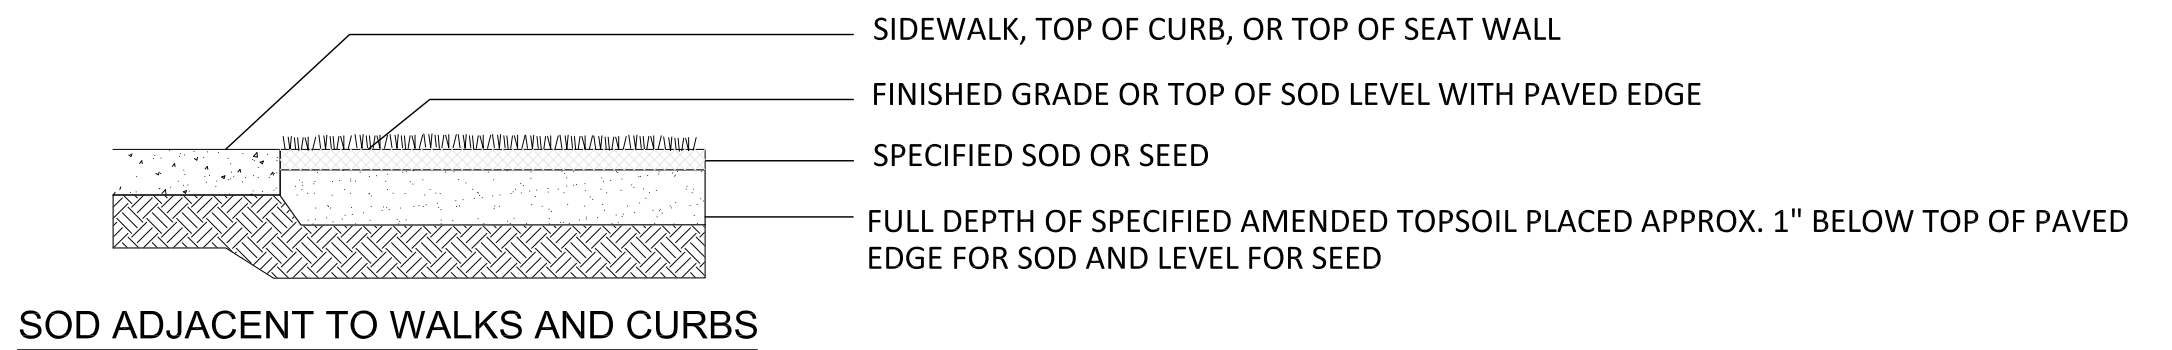 SIDEWALK, TOP OF CURB, OR TOP OF SEAT WALL
FINISHED GRADE OR TOP OF SOD LEVEL WITH PAVED EDGE
SPECIFIED SOD OR SEED
FULL DEPTH OF SPECIFIED AMENDED TOPSOIL PLACED APPROX. 1" BELOW TOP OF PAVED
EDGE FOR SOD AND LEVEL FOR SEED
SOD ADJACENT TO WALKS AND CURBS